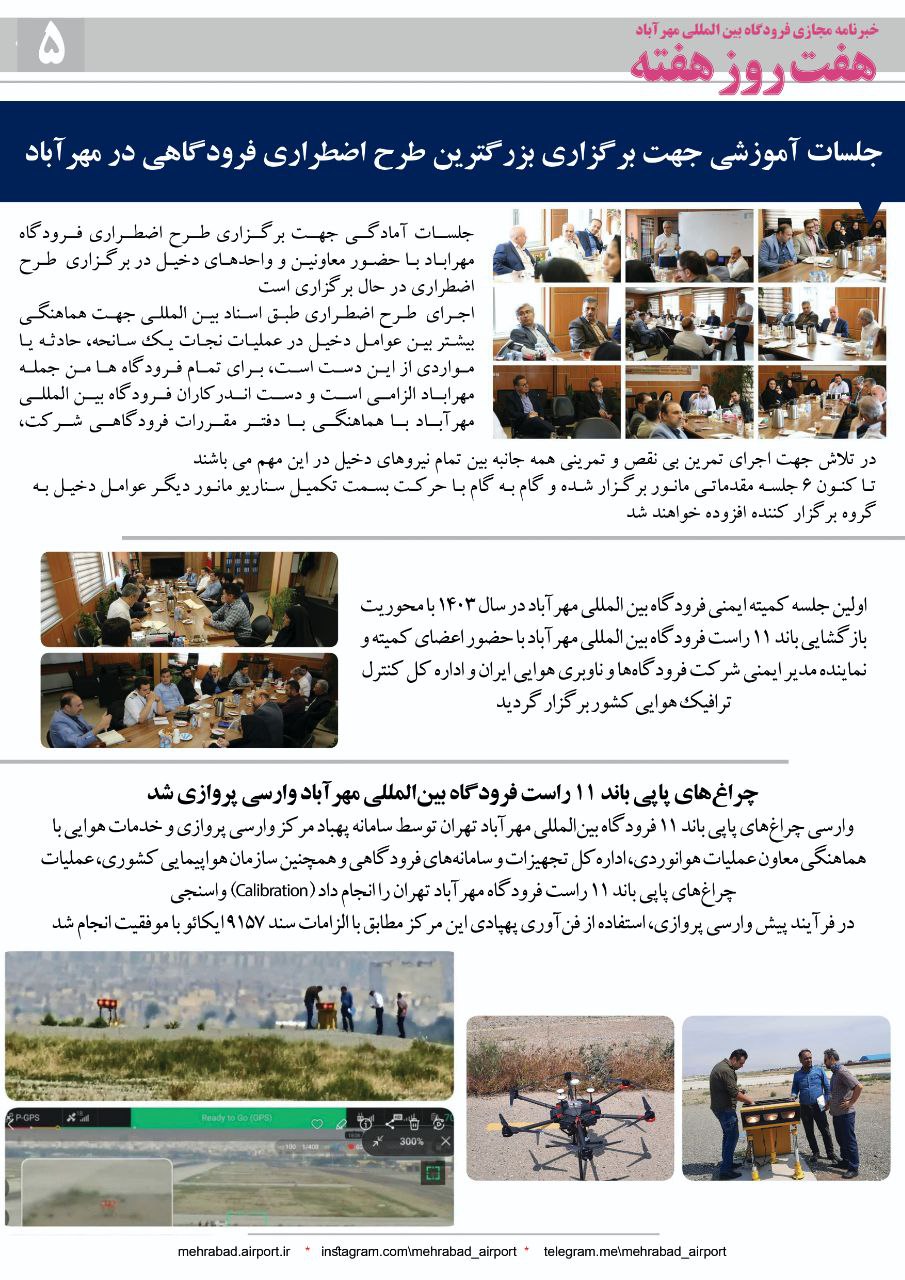 ۵
خبرنامه مجازی فرودگاه بین المللی مهرآباد
هفت روز هفته
جلسات آموزشی جهت برگزاری بزرگترین طرح اضطراری فرودگاهی در مهرآباد
جلسات آمادگی جهت برگزاری طرح اضطراری فرودگاه
مهراباد با حضور معاونین و واحدهای دخیل در برگزاری طرح
اضطراری در حال برگزاری است
اجرای طرح اضطراری طبق اسناد بین المللی جهت هماهنگی
بیشتر بین عوامل دخیل در عملیات نجات یک سانحه، حادثه یا
مواردی از این دست است، برای تمام فرودگاه ها من جمله
مهراباد الزامی است و دست اندرکاران فرودگاه بین المللی
مهرآباد با هماهنگی با دفتر مقررات فرودگاهی شرکت،
در تلاش جهت اجرای تمرین بی نقص و تمرینی همه جانبه بین تمام نیروهای دخیل در این مهم می باشند
تا کنون ۶ جلسه مقدماتی مانور برگزار شده و گام به گام با حرکت بسمت تکمیل سناریو مانور دیگر عوامل دخیل به
گروه برگزار کننده افزوده خواهند شد
اولین جلسه کمیته ایمنی فرودگاه بین المللی مهرآباد در سال ۱۴۰۳ با محوریت
بازگشایی باند ۱۱ راست فرودگاه بین المللی مهرآباد با حضور اعضای کمیته و
نماینده مدیر ایمنی شرکت فرودگاه‌ها و ناوبری هوایی ایران و اداره کل کنترل
ترافیک هوایی کشور برگزار گردید
چراغ‌های پاپی باند ۱۱ راست فرودگاه بین‌المللی مهرآباد وارسی پروازی شد
وارسی چراغ‌های پاپی باند ۱۱ فرودگاه بین‌المللی مهرآباد تهران توسط سامانه پهباد مرکز وارسی پروازی و خدمات هوایی با
هماهنگی معاون عملیات هوانوردی، اداره کل تجهیزات و سامانه‌های فرودگاهی و همچنین سازمان هواپیمایی کشوری، عملیات
چراغ‌های پاپی باند ۱۱ راست فرودگاه مهرآباد تهران را انجام داد (Calibration) واسنجی
در فرآیند پیش وارسی پروازی، استفاده از فن آوری پهپادی این مرکز مطابق با الزامات سند ۹۱۵۷ ایکائو با موفقیت انجام شد
P-GPS
Ready to Go (GPS)
100 1/400
300%
mehrabad.airport.ir * instagram.com\mehrabad_airport * telegram.me\mehrabad_airport